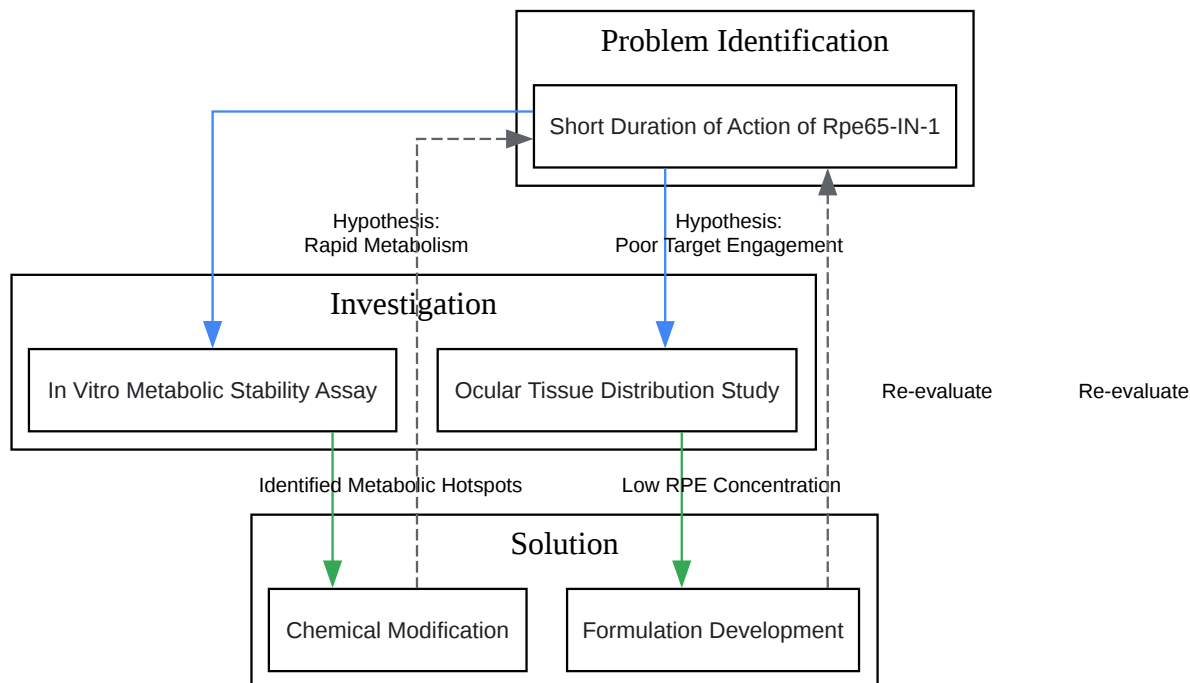 Problem Identification
Short Duration of Action of Rpe65-IN-1
Hypothesis:
Rapid Metabolism
Hypothesis:
Poor Target Engagement
Investigation
In Vitro Metabolic Stability Assay
Ocular Tissue Distribution Study
Re-evaluate
Re-evaluate
Identified Metabolic Hotspots
Low RPE Concentration
Solution
Chemical Modification
Formulation Development